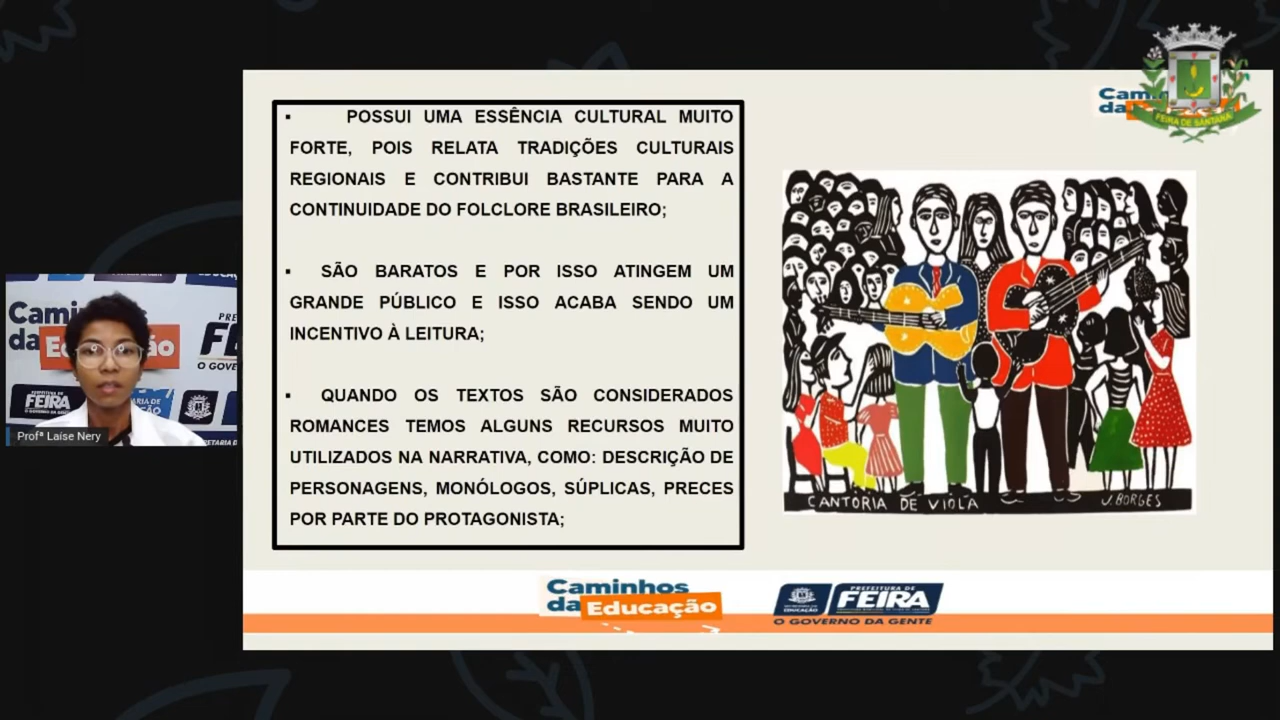 ▪ POSSUI UMA ESSÊNCIA CULTURAL MUITO
FORTE, POIS RELATA TRADIÇÕES CULTURAIS
REGIONAIS E CONTRIBUI BASTANTE PARA A
CONTINUIDADE DO FOLCLORE BRASILEIRO;
▪ SÃO BARATOS E POR ISSO ATINGEM UM
GRANDE PÚBLICO E ISSO ACABA SENDO UM
INCENTIVO À LEITURA;
▪ QUANDO OS TEXTOS SÃO CONSIDERADOS
ROMANCES TEMOS ALGUNS RECURSOS MUITO
UTILIZADOS NA NARRATIVA, COMO: DESCRIÇÃO DE
PERSONAGENS, MONÓLOGOS, SÚPLICAS, PRECES
POR PARTE DO PROTAGONISTA;
CANTORIA DE VIOLA
J. BORGES
FEIRA DE SANTANA
Profª Laise Nery
Caminhos
da Educação
PREFEITURA DE
FEIRA
O GOVERNO DA GENTE